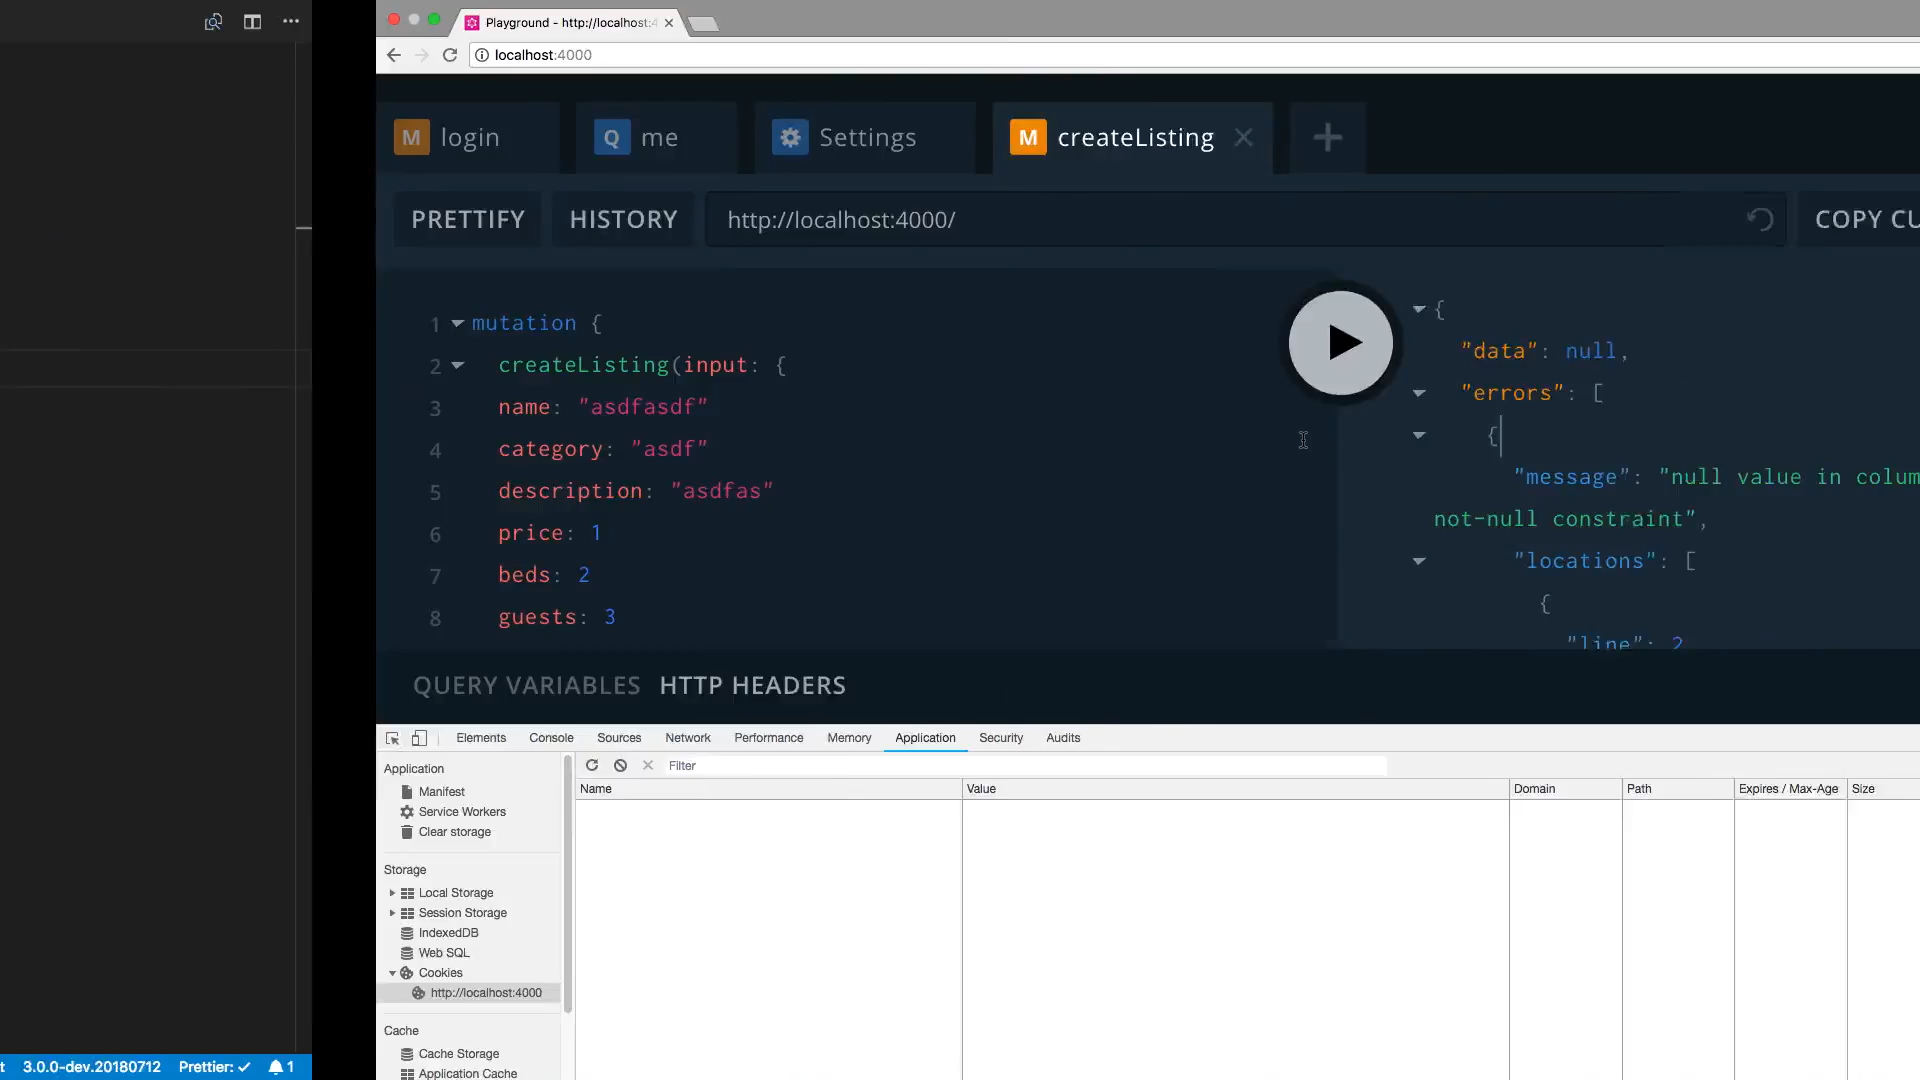 Playground - http://localhost:4
localhost:4000
M login
Q me
Settings
M createListing
PRETTIFY
HISTORY
http://localhost:4000/
COPY CU
1 mutation {
2 createListing(input: {
3 name: "asdfasdf"
4 category: "asdf"
5 description: "asdfas"
6 price: 1
7 beds: 2
8 guests: 3
{
"data": null,
"errors": [
{
"message": "null value in colum
not-null constraint",
"locations": [
{
"line": 2
QUERY VARIABLES HTTP HEADERS
Elements Console Sources Network Performance Memory Application Security Audits
Application
Manifest
Service Workers
Clear storage
Storage
Local Storage
Session Storage
IndexedDB
Web SQL
Cookies
http://localhost:4000
Cache
Cache Storage
Application Cache
Filter
Name Value Domain Path Expires / Max-Age Size
t 3.0.0-dev.20180712 Prettier: ✓ 1